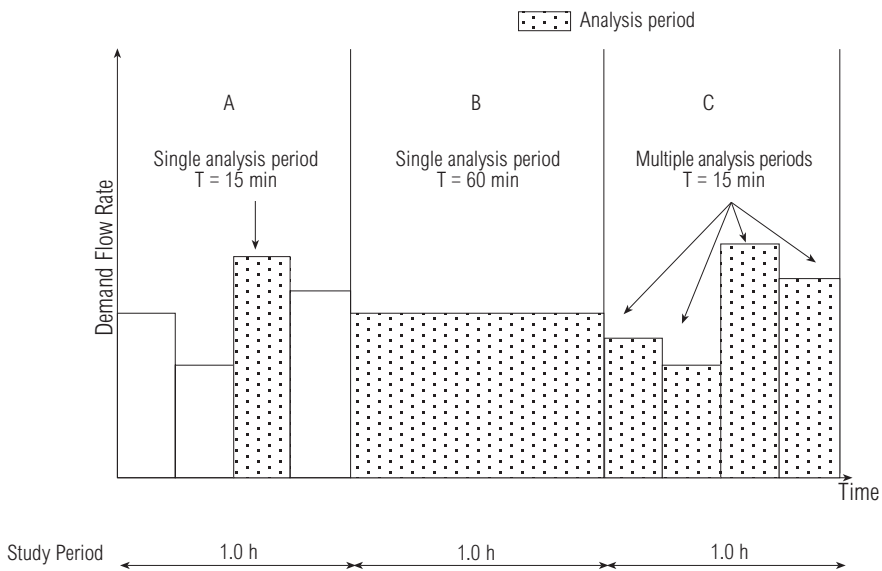 Analysis period
A
B
C
Single analysis period
T = 15 min
Single analysis period
T = 60 min
Multiple analysis periods
T = 15 min
Demand Flow Rate
Time
Study Period
1.0 h
1.0 h
1.0 h